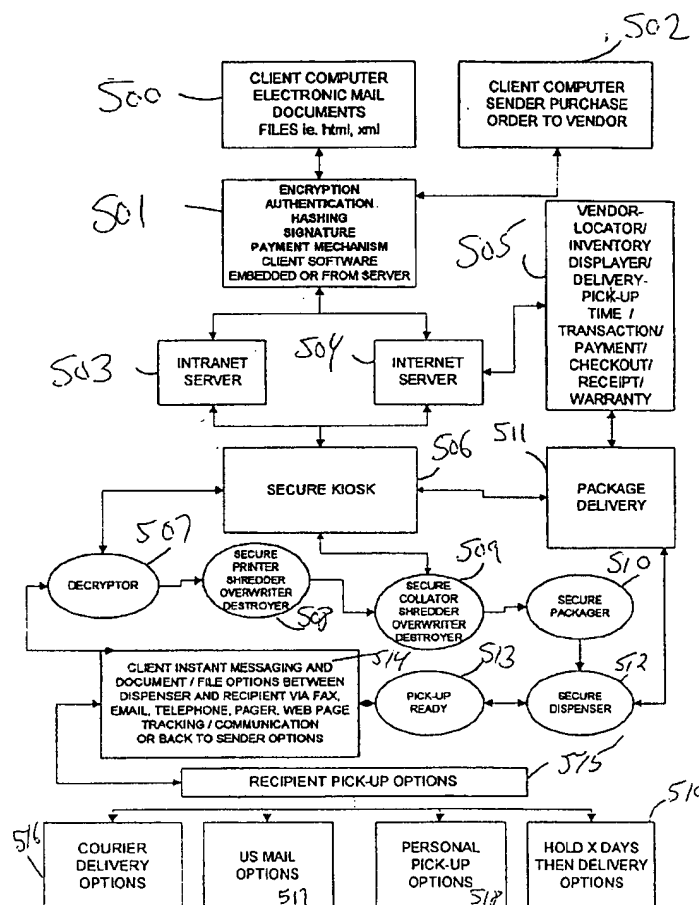 502
500
CLIENT COMPUTER
ELECTRONIC MAIL
DOCUMENTS
FILES ie. html, xml
CLIENT COMPUTER
SENDER PURCHASE
ORDER TO VENDOR
501
ENCRYPTION
AUTHENTICATION
HASHING
SIGNATURE
PAYMENT MECHANISM
CLIENT SOFTWARE
EMBEDDED OR FROM SERVER
505
VENDOR-
LOCATOR/
INVENTORY
DISPLAYER/
DELIVERY-
PICK-UP
TIME /
TRANSACTION/
PAYMENT/
CHECKOUT/
RECEIPT/
WARRANTY
503
INTRANET
SERVER
504
INTERNET
SERVER
506
SECURE KIOSK
511
PACKAGE
DELIVERY
507
DECRYPTOR
SECURE
PRINTER
SHREDDER
OVERWRITER
DESTROYER
508
509
SECURE
COLLATOR
SHREDDER
OVERWRITER
DESTROYER
510
SECURE
PACKAGER
514
CLIENT INSTANT MESSAGING AND
DOCUMENT / FILE OPTIONS BETWEEN
DISPENSER AND RECIPIENT VIA FAX,
EMAIL, TELEPHONE, PAGER, WEB PAGE
TRACKING / COMMUNICATION
OR BACK TO SENDER OPTIONS
513
PICK-UP
READY
512
SECURE
DISPENSER
515
RECIPIENT PICK-UP OPTIONS
516
COURIER
DELIVERY
OPTIONS
US MAIL
OPTIONS
517
PERSONAL
PICK-UP
OPTIONS
518
HOLD X DAYS
THEN DELIVERY
OPTIONS